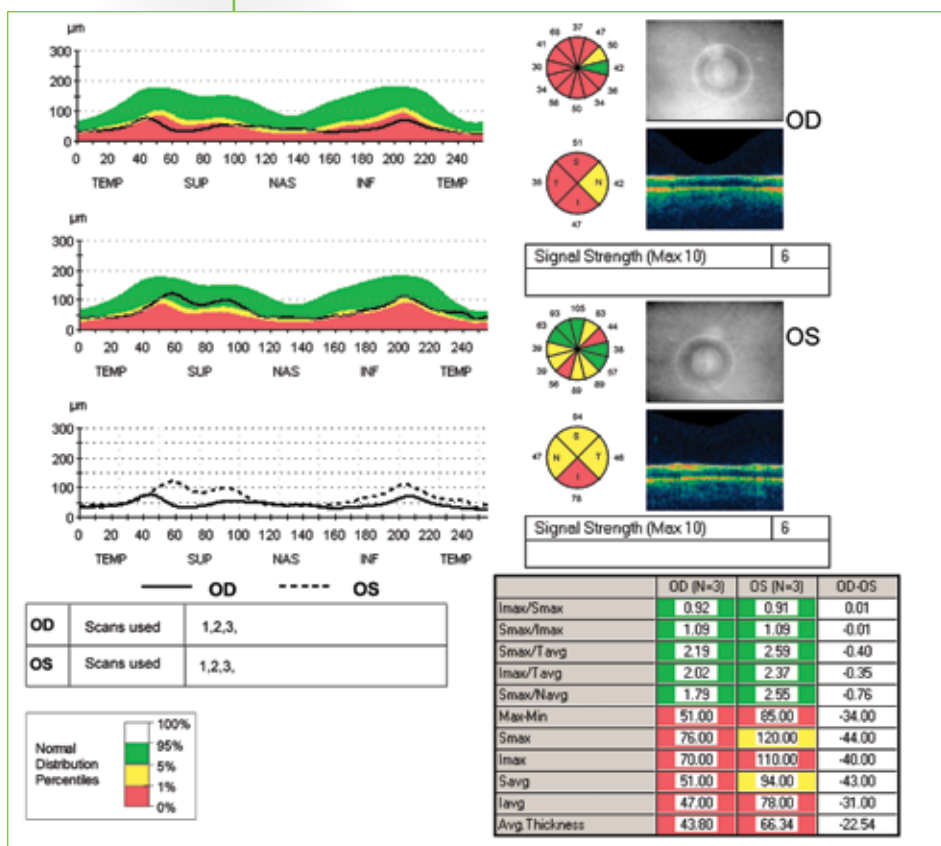 µm
300
200
100
0
0 20 40 60 80 100 120 140 160 180 200 220 240
TEMP SUP NAS INF TEMP
37
47
50
42
36
34
50
58
34
30
41
51
S
N
I
T
42
47
38
OD
Signal Strength (Max 10) 6
µm
300
200
100
0
0 20 40 60 80 100 120 140 160 180 200 220 240
TEMP SUP NAS INF TEMP
105
83
44
38
57
89
89
56
39
39
63
93
94
S
T
I
N
47
78
OS
Signal Strength (Max 10) 6
µm
300
200
100
0
0 20 40 60 80 100 120 140 160 180 200 220 240
TEMP SUP NAS INF TEMP
OD OS
OD Scans used 1,2,3,
OS Scans used 1,2,3,
Normal
Distribution
Percentiles
100%
95%
5%
1%
0%
OD (N=3) OS (N=3) OD-OS
Imax/Smax 0.92 0.91 0.01
Smax/Imax 1.09 1.09 -0.01
Smax/Tavg 2.19 2.59 -0.40
Imax/Tavg 2.02 2.37 -0.35
Smax/Navg 1.79 2.55 -0.76
Max-Min 51.00 85.00 -34.00
Smax 76.00 120.00 -44.00
Imax 70.00 110.00 -40.00
Savg 51.00 94.00 -43.00
Iavg 47.00 78.00 -31.00
Avg.Thickness 43.80 66.34 -22.54